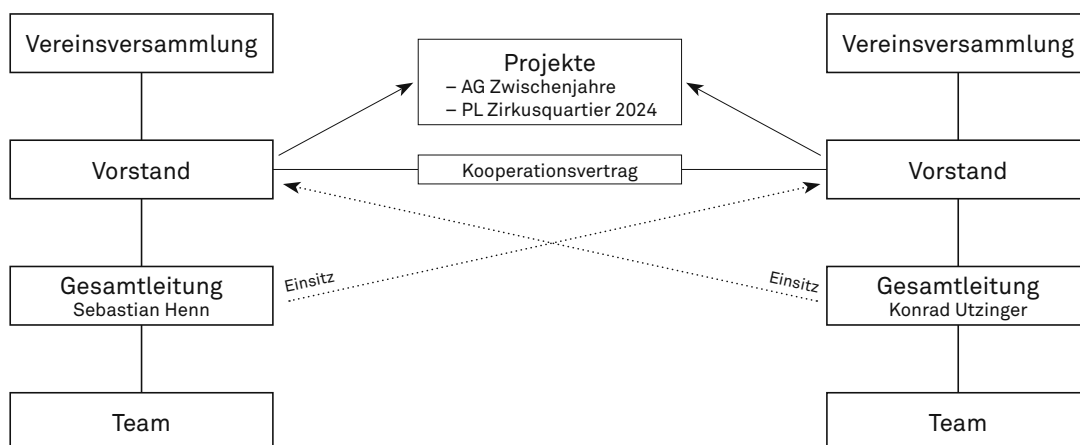 Vereinsversammlung
Vorstand
Gesamtleitung
Sebastian Henn
Team
Projekte
– AG Zwischenjahre
– PL Zirkusquartier 2024
Kooperationsvertrag
Einsitz
Einsitz
Vereinsversammlung
Vorstand
Gesamtleitung
Konrad Utzinger
Team